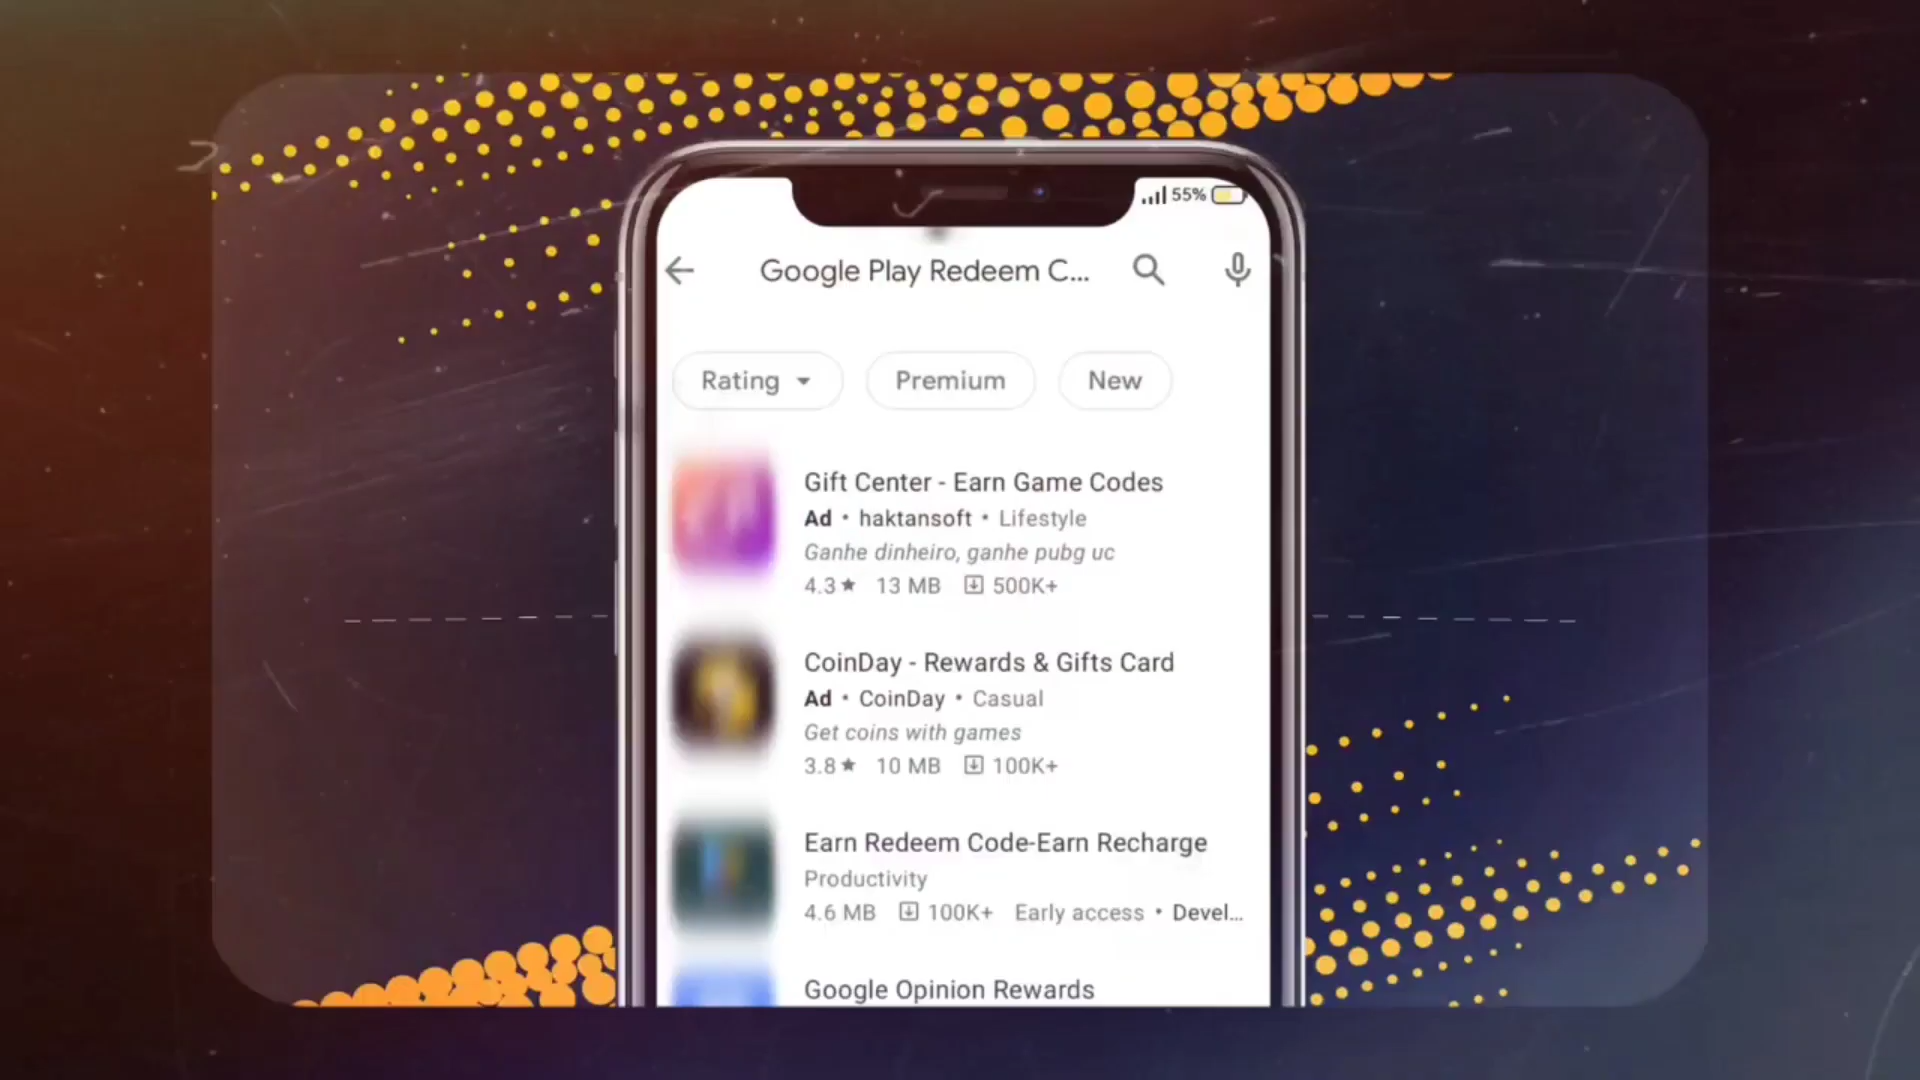 55%
Google Play Redeem C...
Rating
Premium
New
Gift Center - Earn Game Codes
Ad • haktansoft • Lifestyle
Ganhe dinheiro, ganhe pubg uc
4.3★ 13 MB 500K+
CoinDay - Rewards & Gifts Card
Ad • CoinDay • Casual
Get coins with games
3.8★ 10 MB 100K+
Earn Redeem Code-Earn Recharge
Productivity
4.6 MB 100K+ Early access • Devel...
Google Opinion Rewards